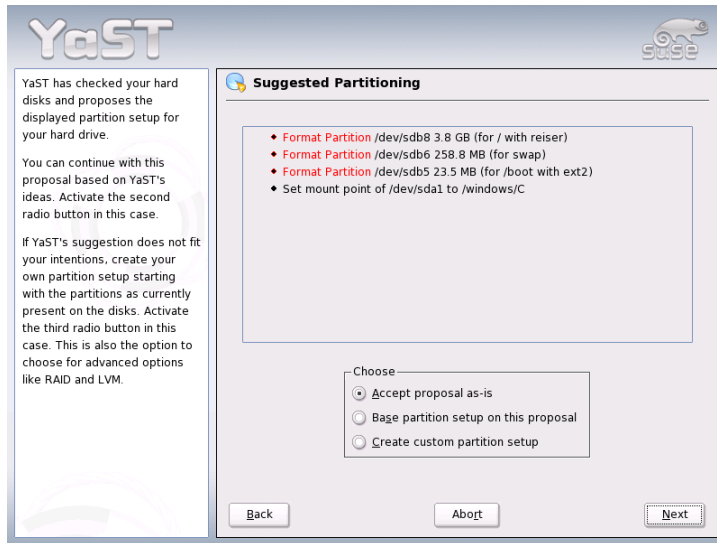 YaST
SUSE
YaST has checked your hard
disks and proposes the
displayed partition setup for
your hard drive.
You can continue with this
proposal based on YaST's
ideas. Activate the second
radio button in this case.
If YaST's suggestion does not fit
your intentions, create your
own partition setup starting
with the partitions as currently
present on the disks. Activate
the third radio button in this
case. This is also the option to
choose for advanced options
like RAID and LVM.
Suggested Partitioning
Format Partition /dev/sdb8 3.8 GB (for / with reiser)
Format Partition /dev/sdb6 258.8 MB (for swap)
Format Partition /dev/sdb5 23.5 MB (for /boot with ext2)
Set mount point of /dev/sda1 to /windows/C
Choose
Accept proposal as-is
Base partition setup on this proposal
Create custom partition setup
Back
Abort
Next